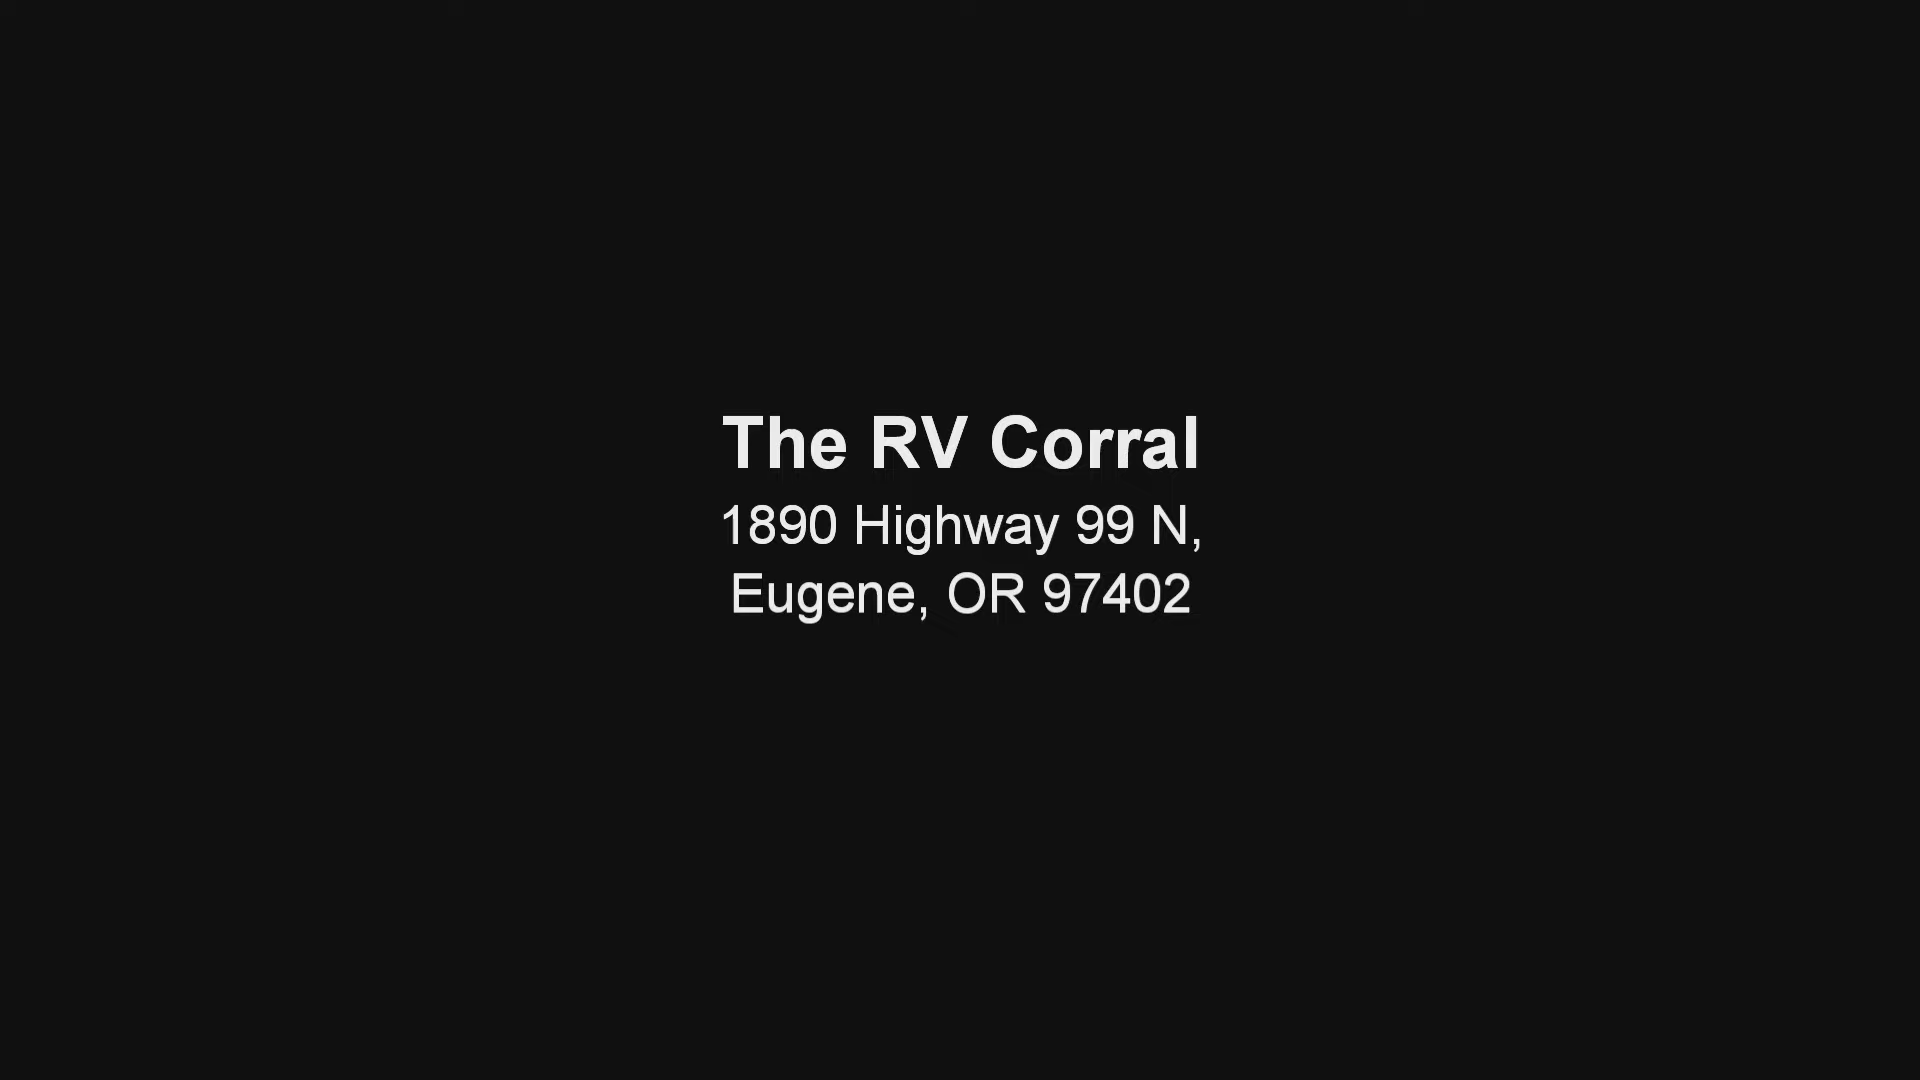 The RV Corral
1890 Highway 99 N,
Eugene, OR 97402